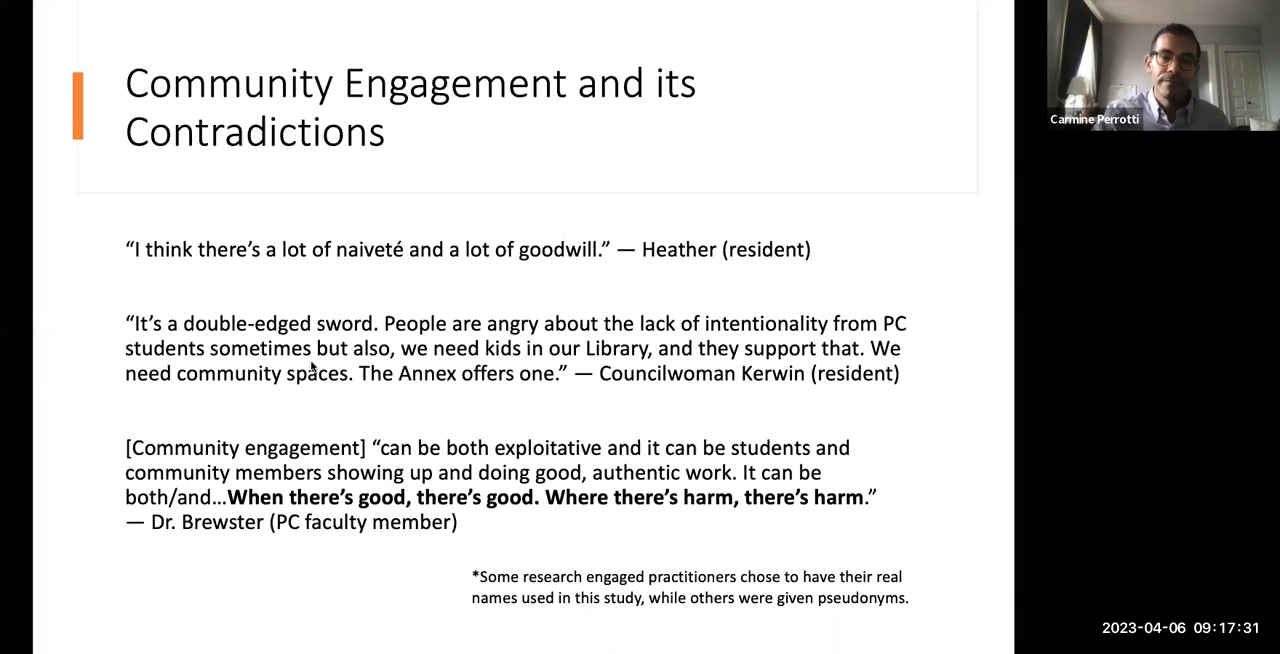 Community Engagement and its
Contradictions
“I think there’s a lot of naiveté and a lot of goodwill.” — Heather (resident)
“It’s a double-edged sword. People are angry about the lack of intentionality from PC
students sometimes but also, we need kids in our Library, and they support that. We
need community spaces. The Annex offers one.” — Councilwoman Kerwin (resident)
[Community engagement] “can be both exploitative and it can be students and
community members showing up and doing good, authentic work. It can be
both/and…When there’s good, there’s good. Where there’s harm, there’s harm.”
— Dr. Brewster (PC faculty member)
*Some research engaged practitioners chose to have their real
names used in this study, while others were given pseudonyms.
Carmine Perrotti
2023-04-06 09:17:31